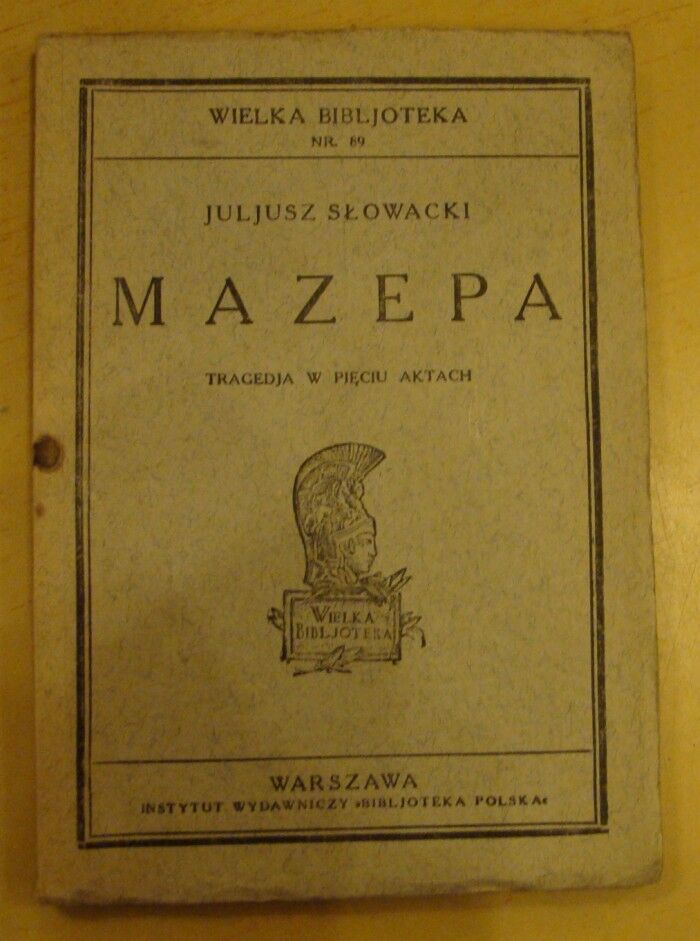 WIELKA BIBLJOTEKA
NR. 89
JULJUSZ SŁOWACKI
MAZEPA
TRAGEDJA W PIĘCIU AKTACH
WIELKA
BIBLJOTEKA
WARSZAWA
INSTYTUT WYDAWNICZY »BIBLJOTEKA POLSKA«